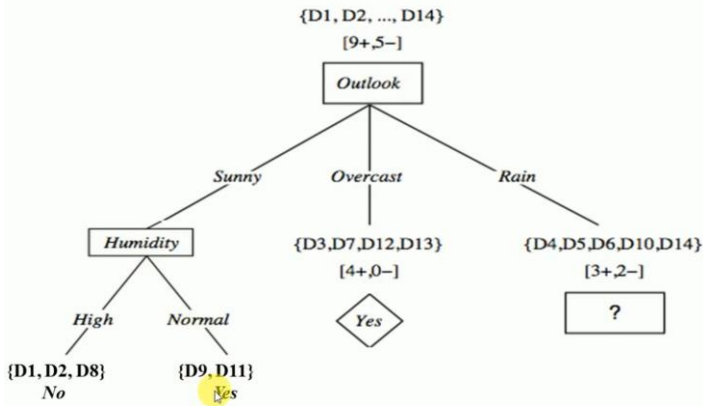 {D1, D2, ..., D14}
[9+,5−]
Outlook
Sunny
Overcast
Rain
Humidity
{D3,D7,D12,D13}
{D4,D5,D6,D10,D14}
[4+,0−]
[3+,2−]
High
Normal
Yes
?
{D1, D2, D8}
{D9, D11}
No
Yes